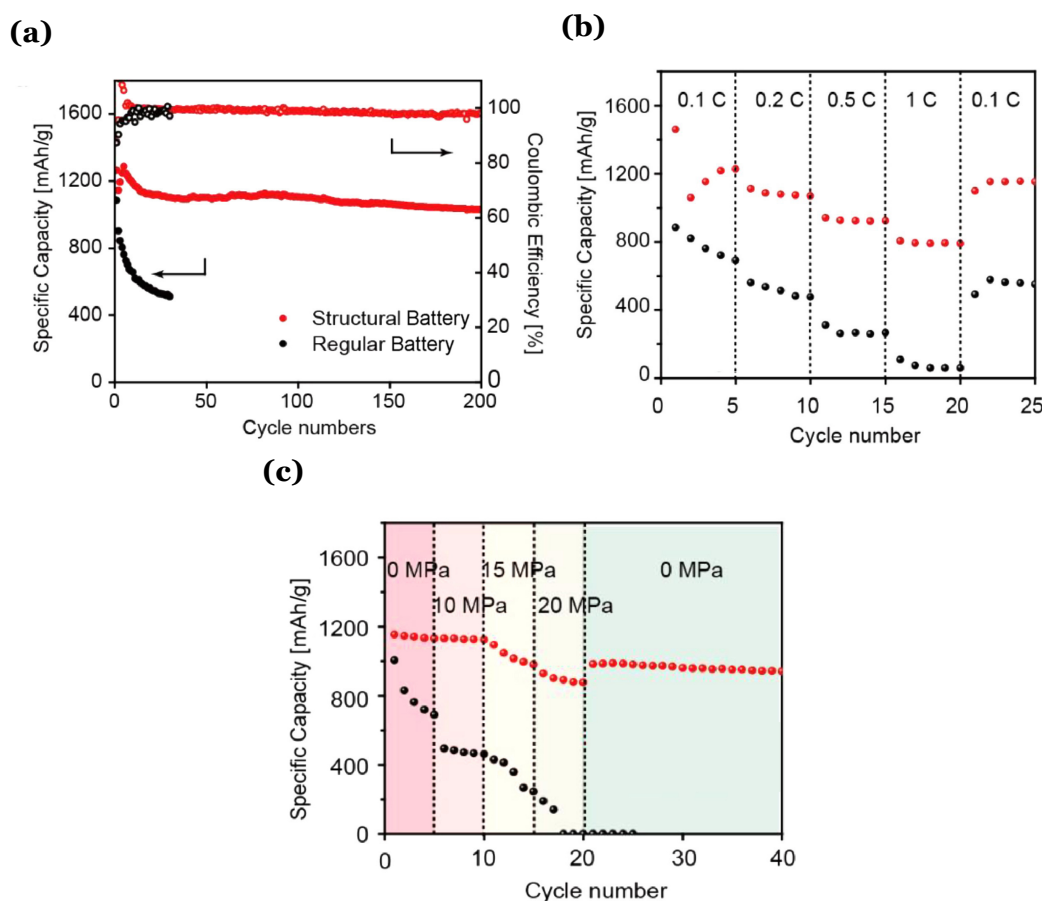 (a)
Specific Capacity [mAh/g]
1600
1200
800
400
0
100
80
60
40
20
0
Coulombic Efficiency [%]
Structural Battery
Regular Battery
0 50 100 150 200
Cycle numbers
(b)
Specific Capacity [mAh/g]
1600
1200
800
400
0
0.1 C 0.2 C 0.5 C 1 C 0.1 C
0 5 10 15 20 25
Cycle number
(c)
Specific Capacity [mAh/g]
1600
1200
800
400
0
0 MPa 15 MPa 0 MPa
10 MPa 20 MPa
0 10 20 30 40
Cycle number